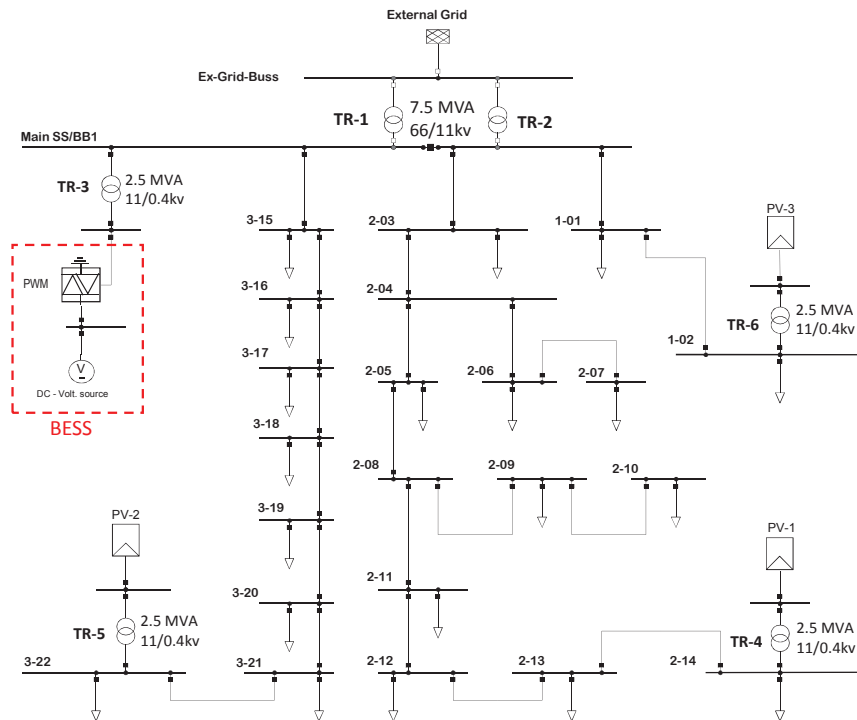 External Grid
Ex-Grid-Buss
TR-1
7.5 MVA
66/11kv
TR-2
Main SS/BB1
TR-3
2.5 MVA
11/0.4kv
3-15
2-03
1-01
PV-3
PWM
3-16
2-04
TR-6
2.5 MVA
11/0.4kv
1-02
3-17
2-05
2-06
2-07
V
DC - Volt. source
BESS
3-18
2-08
2-09
2-10
PV-2
3-19
PV-1
2-11
TR-5
2.5 MVA
11/0.4kv
3-20
TR-4
2.5 MVA
11/0.4kv
3-22
3-21
2-12
2-13
2-14